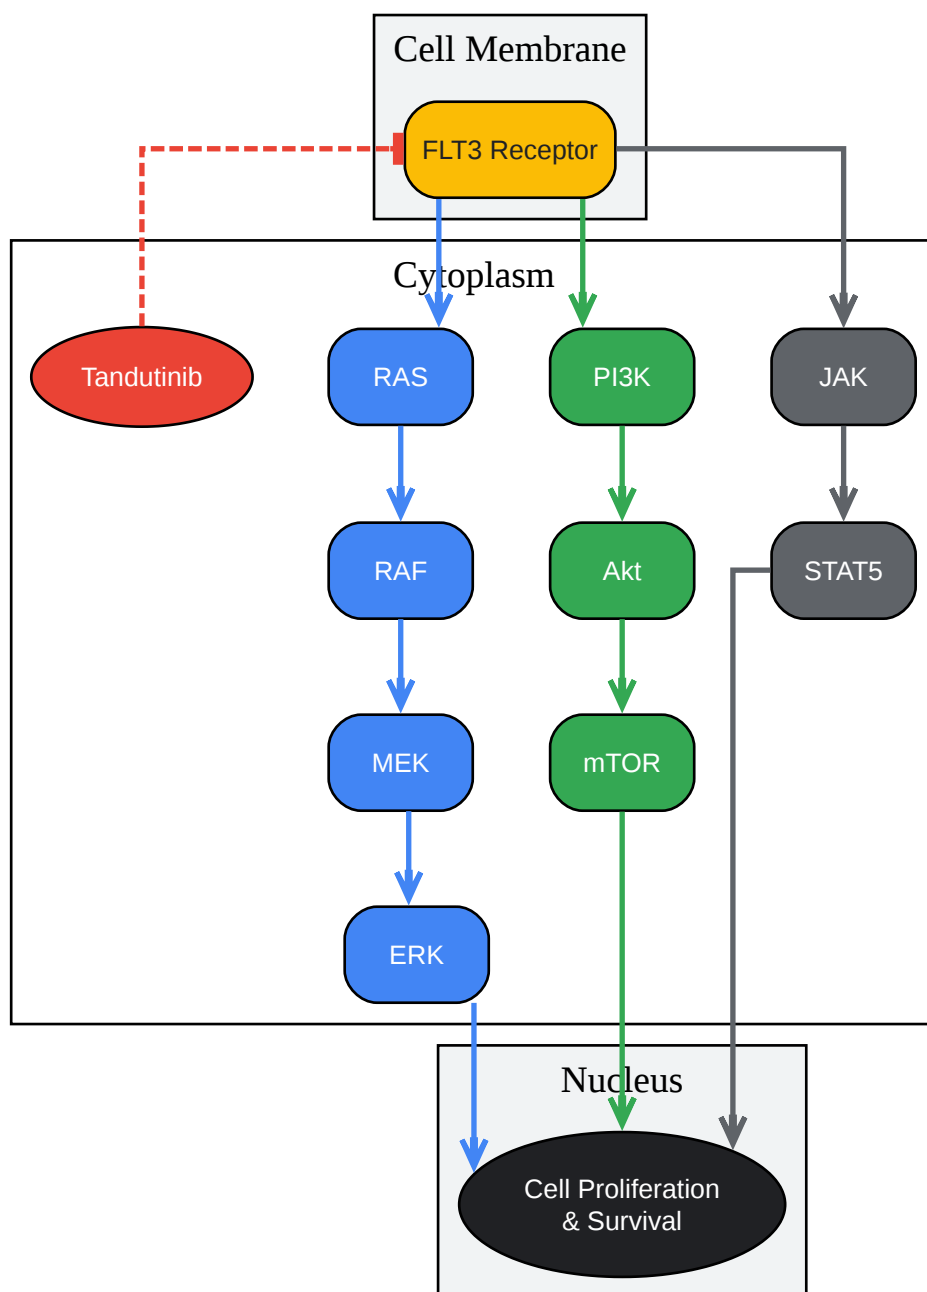 Cell Membrane
FLT3 Receptor
Cytoplasm
Tandutinib
RAS
PI3K
JAK
RAF
Akt
STAT5
MEK
mTOR
ERK
Nucleus
Cell Proliferation
& Survival